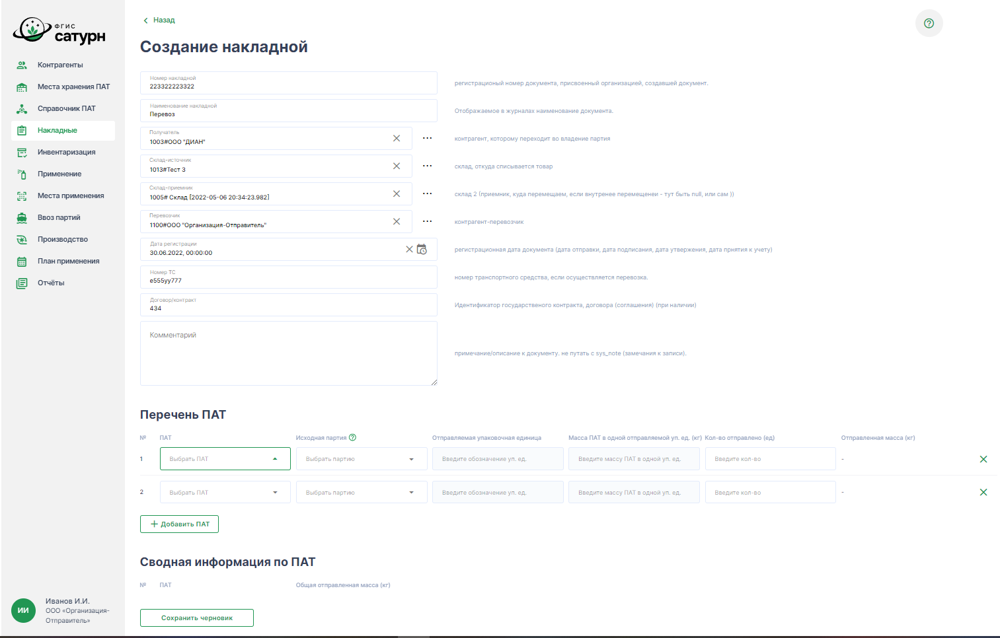 ФГИС
сатурн
Контрагенты
Места хранения ПАТ
Справочник ПАТ
Накладные
Инвентаризация
Применение
Места применения
Ввоз партий
Производство
План применения
Отчёты
ИИ
Иванов И.И.
ООО «Организация-
Отправитель»
Назад
Создание накладной
Номер накладной
223322223322
регистрационый номер документа, присвоенный организацией, создавшей документ.
Наименование накладной
Перевоз
Отображаемое в журналах наименование документа.
Получатель
1003#ООО "ДИАН"
контрагент, которому переходит во владение партия
Склад-источник
1013#Тест 3
склад, откуда списывается товар
Склад-приемник
1005# Склад [2022-05-06 20:34:23.982]
склад 2 (приемник, куда перемещаем, если внутренее перемещенеи - тут быть null, или сам ))
Перевозчик
1100#ООО "Организация-Отправитель"
контрагент-перевозчик
Дата регистрации
30.06.2022, 00:00:00
регистрационная дата документа (дата отправки, дата подписания, дата утвержения, дата прнятия к учету)
Номер ТС
е555уу777
номер транспортного средства, если осуществляется перевозка.
Договор/контракт
434
Идентификатор государственого контракта, договора (соглашения) (при наличии)
Комментарий
примечание/описание к документу. не путать с sys_note (замечания к записи).
Перечень ПАТ
№ ПАТ Исходная партия Отправляемая упаковочная единица Масса ПАТ в одной отправляемой уп. ед. (кг) Кол-во отправлено (ед) Отправленная масса (кг)
1 Выбрать ПАТ Выбрать партию Введите обозначение уп. ед. Введите массу ПАТ в одной уп. ед. Введите кол-во -
2 Выбрать ПАТ Выбрать партию Введите обозначение уп. ед. Введите массу ПАТ в одной уп. ед. Введите кол-во -
+ Добавить ПАТ
Сводная информация по ПАТ
№ ПАТ Общая отправленная масса (кг)
Сохранить черновик